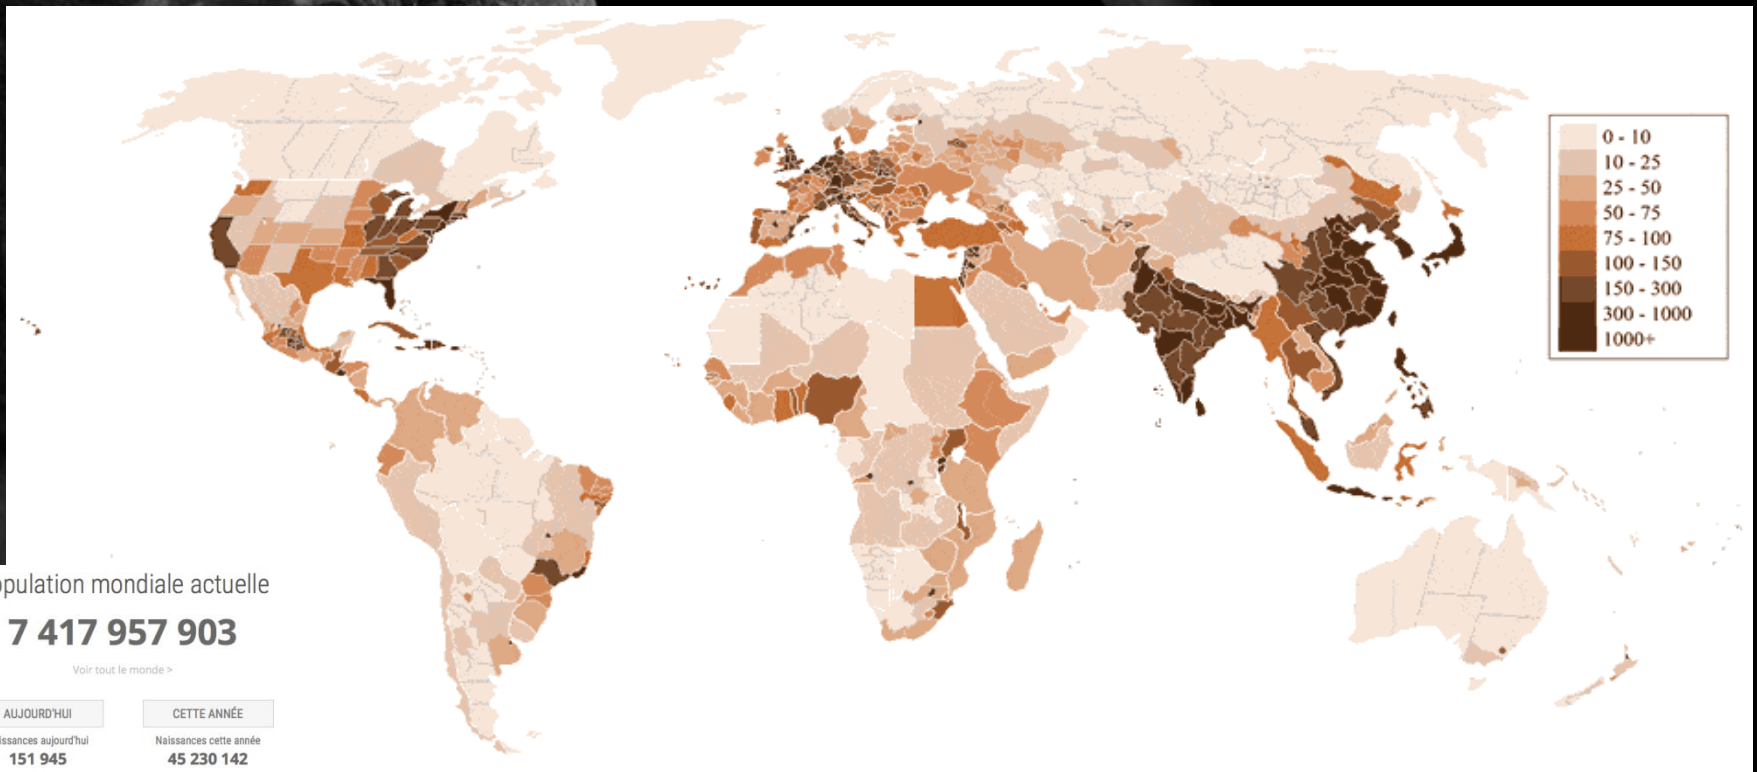 0 - 10
10 - 25
25 - 50
50 - 75
75 - 100
100 - 150
150 - 300
300 - 1000
1000+
opulation mondiale actuelle
7 417 957 903
Voir tout le monde >
AUJOURD'HUI
CETTE ANNÉE
issances aujourd'hui
Naissances cette année
151 945
45 230 142